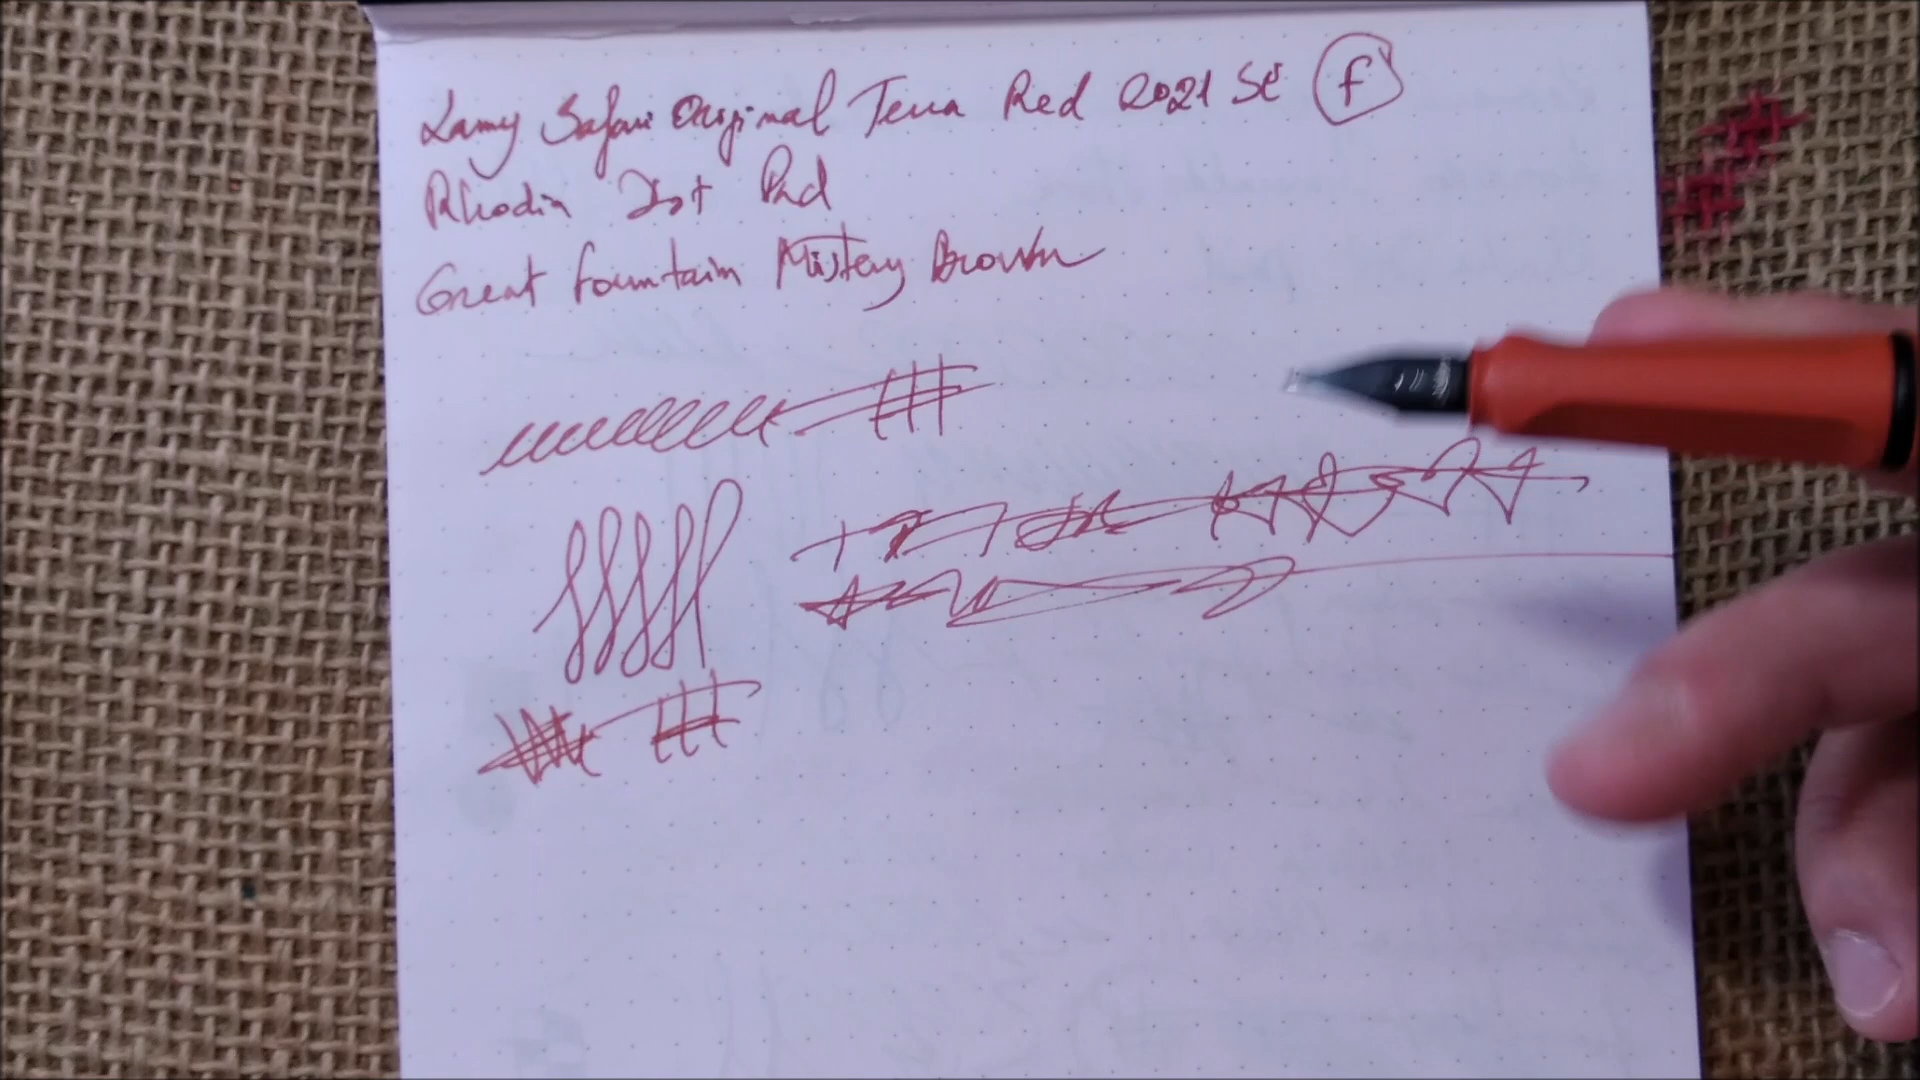 Lamy Safari Original Terra Red 2021 SE F
Rhodia Dot Pad
Great fountain Mistery Brown